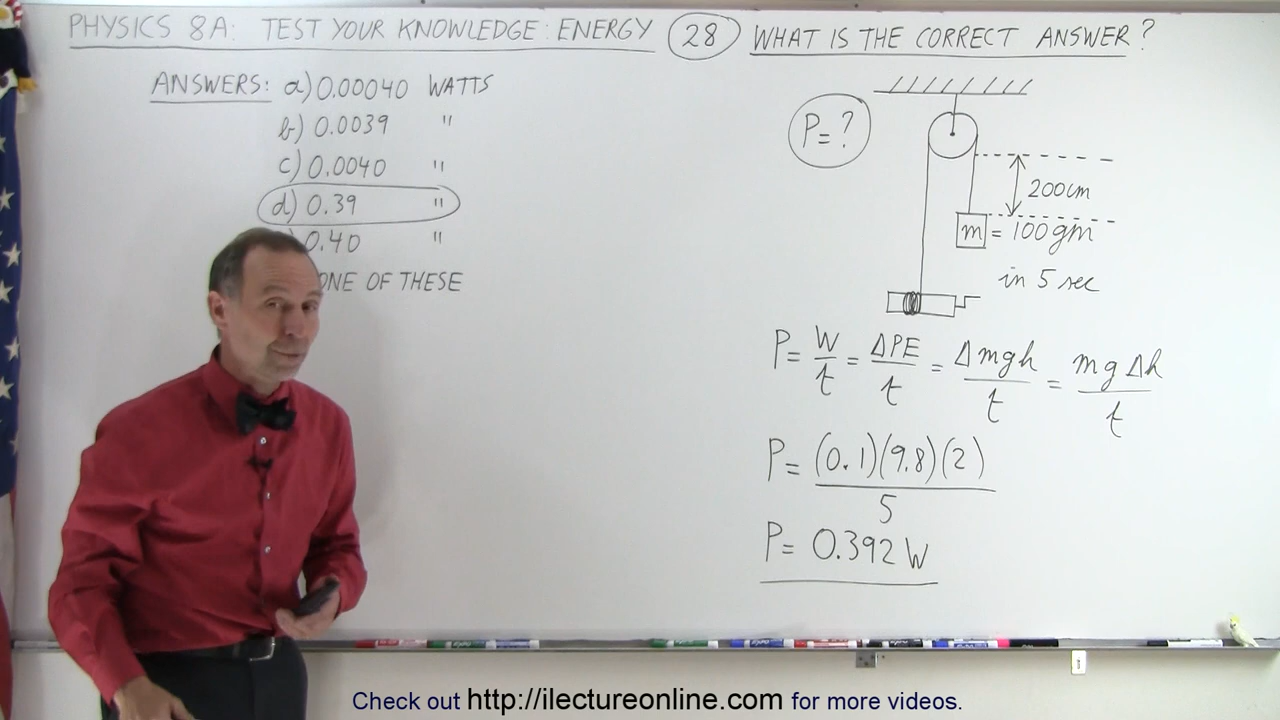 PHYSICS 8A: TEST YOUR KNOWLEDGE: ENERGY 28 WHAT IS THE CORRECT ANSWER?
ANSWERS: a) 0.00040 WATTS
b) 0.0039 "
c) 0.0040 "
d) 0.39 "
) 0.40 "
ONE OF THESE
P = ?
200cm
m = 100 gm
in 5 sec
P = W/t = ΔPE/t = Δmgh/t = mgΔh/t
P = (0.1)(9.8)(2)/5
P = 0.392 W
Check out http://ilectureonline.com for more videos.